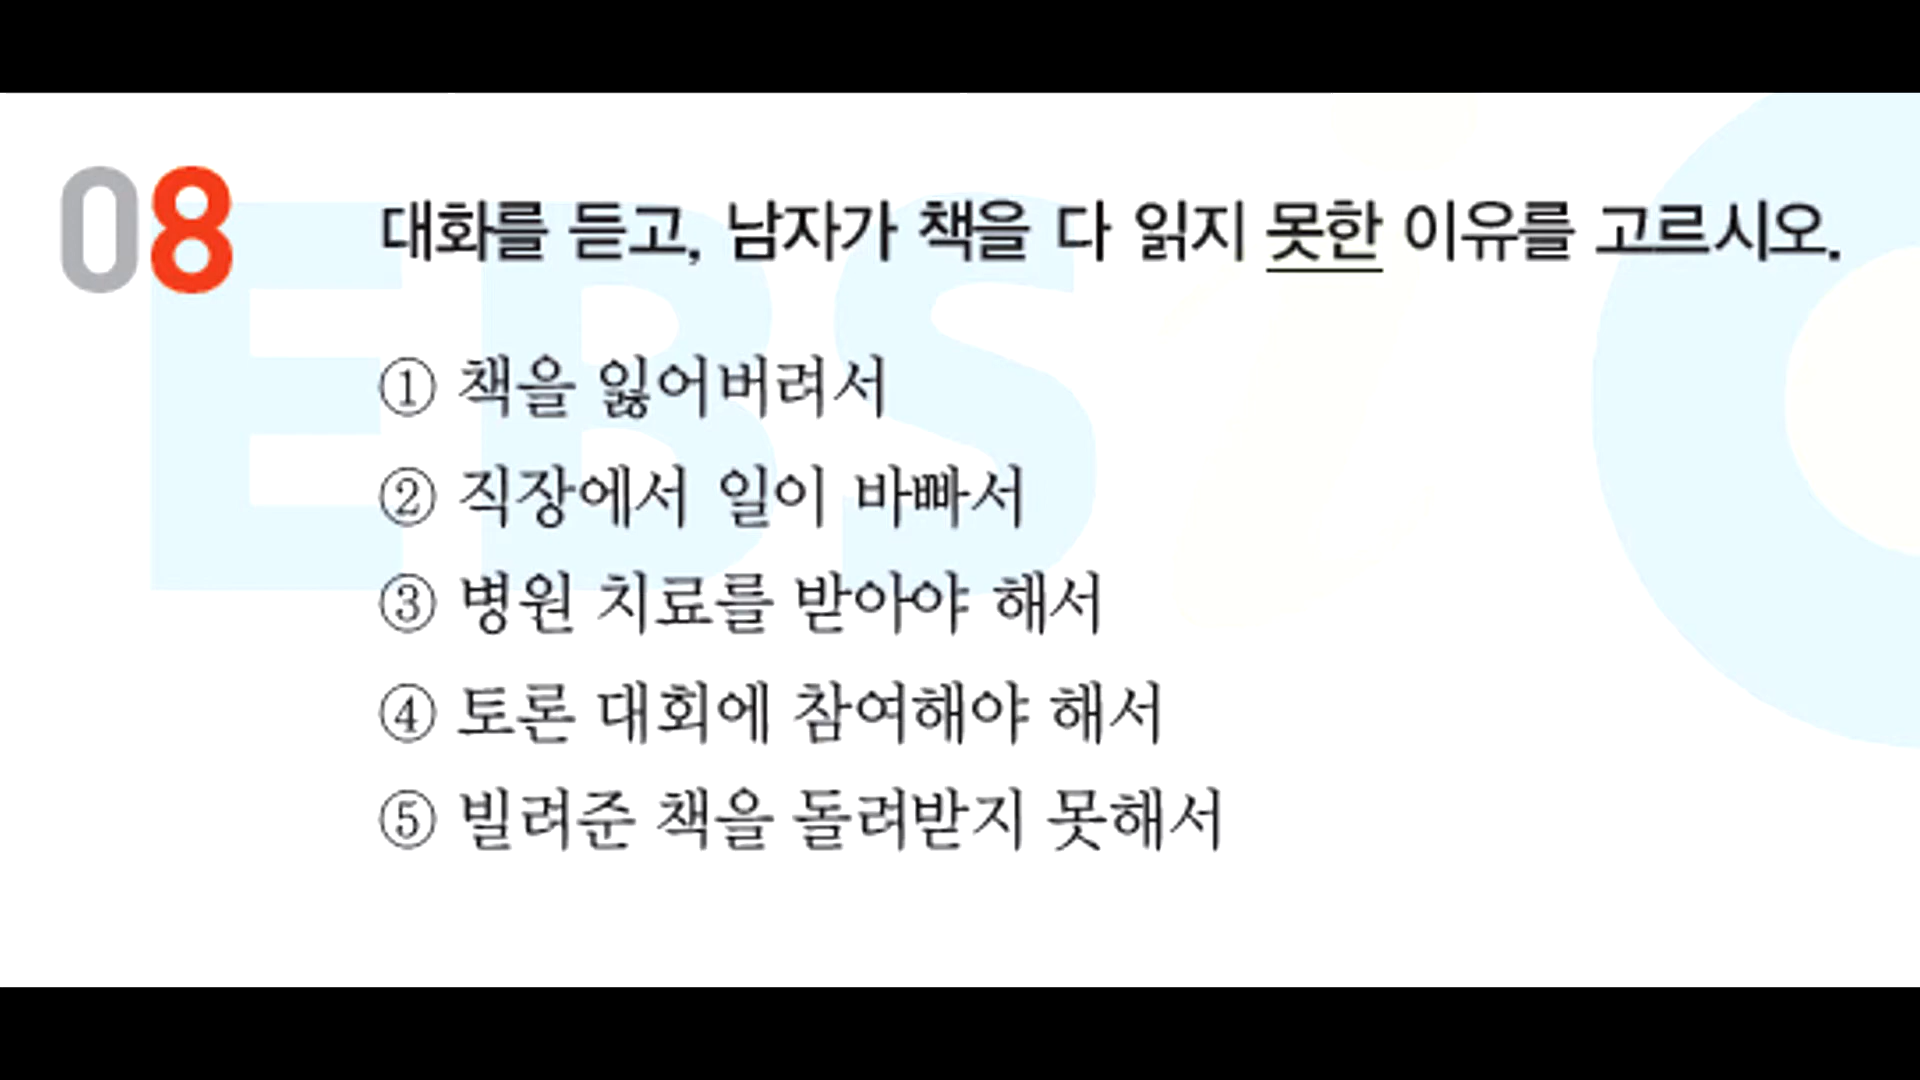 08 대화를 듣고, 남자가 책을 다 읽지 못한 이유를 고르시오.
① 책을 잃어버려서
② 직장에서 일이 바빠서
③ 병원 치료를 받아야 해서
④ 토론 대회에 참여해야 해서
⑤ 빌려준 책을 돌려받지 못해서
EBSi